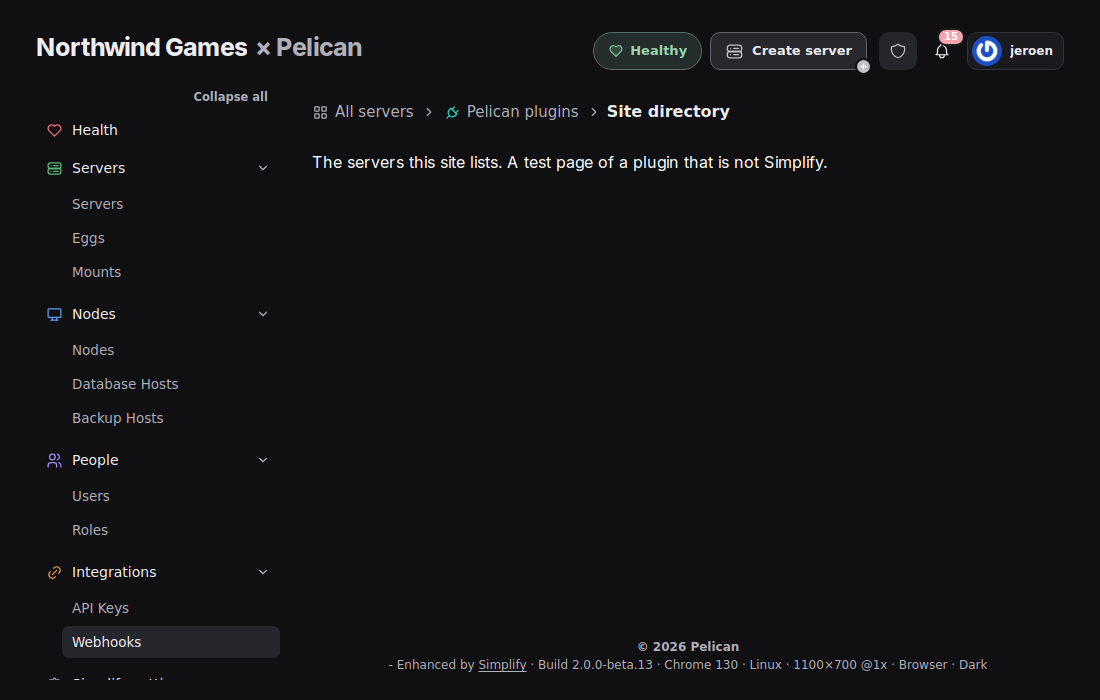 Northwind Games × Pelican
Healthy
Create server
15
jeroen
Collapse all
Health
Servers
Servers
Eggs
Mounts
Nodes
Nodes
Database Hosts
Backup Hosts
People
Users
Roles
Integrations
API Keys
Webhooks
All servers > Pelican plugins > Site directory
The servers this site lists. A test page of a plugin that is not Simplify.
© 2026 Pelican
- Enhanced by Simplify · Build 2.0.0-beta.13 · Chrome 130 · Linux · 1100×700 @1x · Browser · Dark